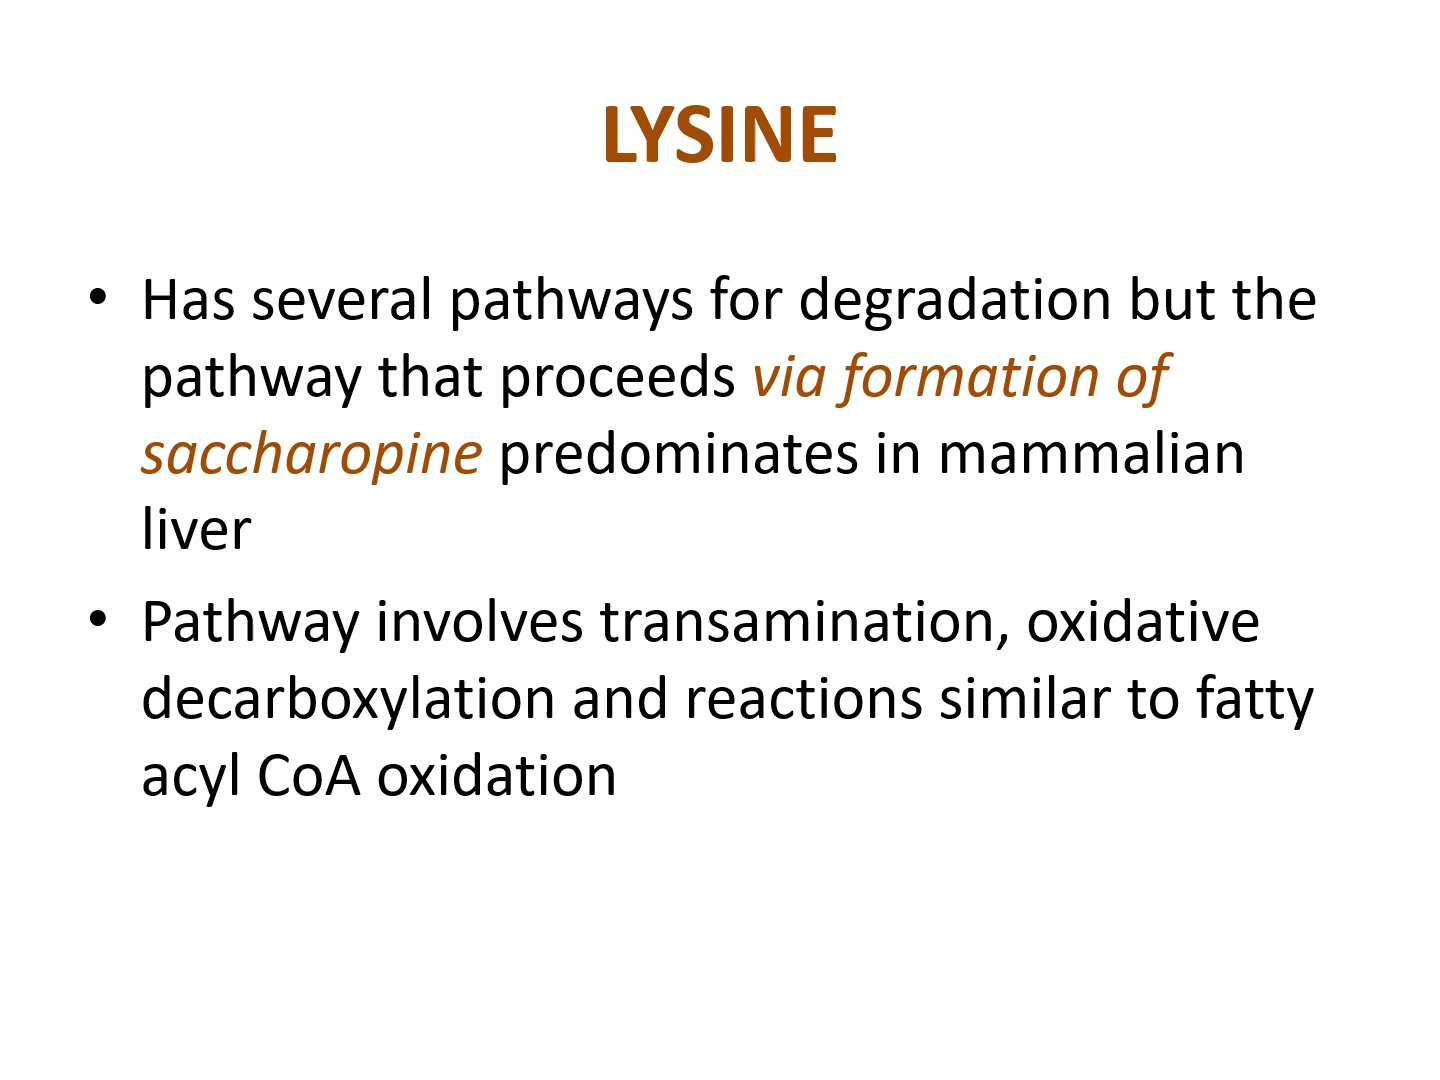 LYSINE
• Has several pathways for degradation but the
pathway that proceeds via formation of
saccharopine predominates in mammalian
liver
• Pathway involves transamination, oxidative
decarboxylation and reactions similar to fatty
acyl CoA oxidation